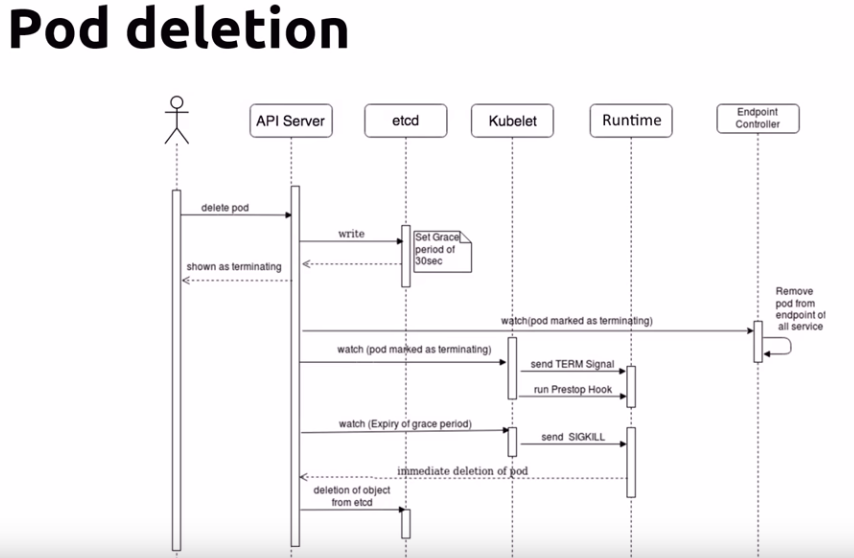 Pod deletion
API Server
etcd
Kubelet
Runtime
Endpoint
Controller
delete pod
write
Set Grace
period of
30sec
shown as terminating
Remove
pod from
endpoint of
all service
watch(pod marked as terminating)
watch (pod marked as terminating)
send TERM Signal
run Prestop Hook
watch (Expiry of grace period)
send SIGKILL
immediate deletion of pod
deletion of object
from etcd